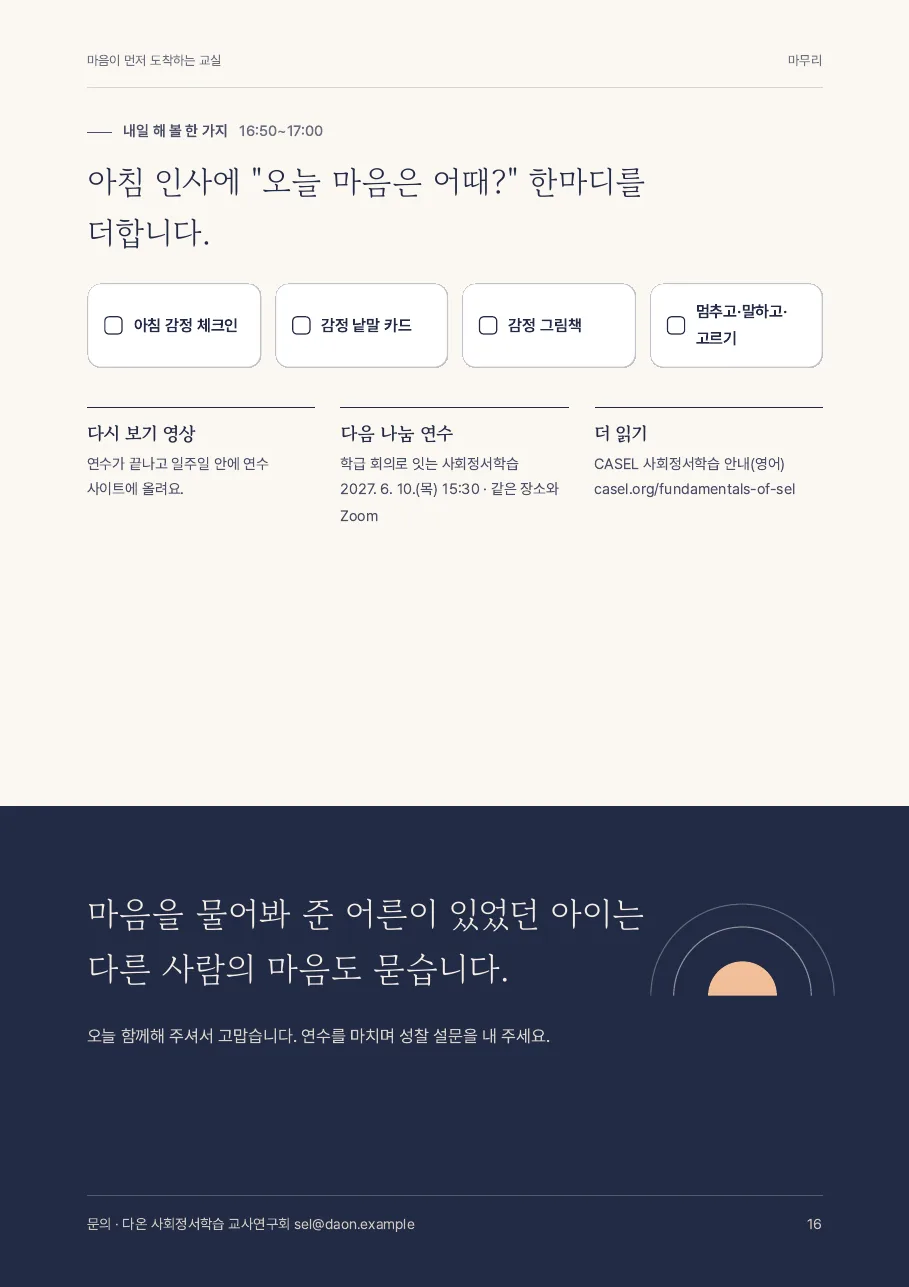 마음이 먼저 도착하는 교실
마무리
내일 해 볼 한 가지 16:50~17:00
아침 인사에 "오늘 마음은 어때?" 한마디를
더합니다.
아침 감정 체크인
감정 낱말 카드
감정 그림책
멈추고·말하고·
고르기
다시 보기 영상
연수가 끝나고 일주일 안에 연수
사이트에 올려요.
다음 나눔 연수
학급 회의로 잇는 사회정서학습
2027. 6. 10.(목) 15:30 · 같은 장소와
Zoom
더 읽기
CASEL 사회정서학습 안내(영어)
casel.org/fundamentals-of-sel
마음을 물어봐 준 어른이 있었던 아이는
다른 사람의 마음도 묻습니다.
오늘 함께해 주셔서 고맙습니다. 연수를 마치며 성찰 설문을 내 주세요.
문의 · 다온 사회정서학습 교사연구회 sel@daon.example
16